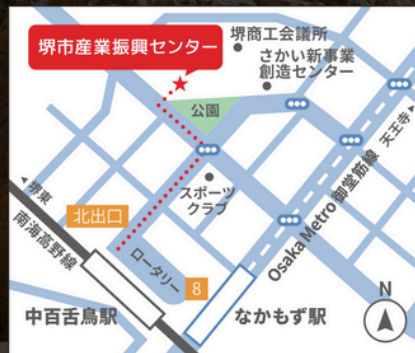 堺市産業振興センター
堺商工会議所
さかい新事業
創造センター
公園
天王寺
スポーツ
クラブ
Osaka Metro 御堂筋線
堺東
南海高野線
北出口
ロータリー
8
中百舌鳥駅
なかもず駅
N